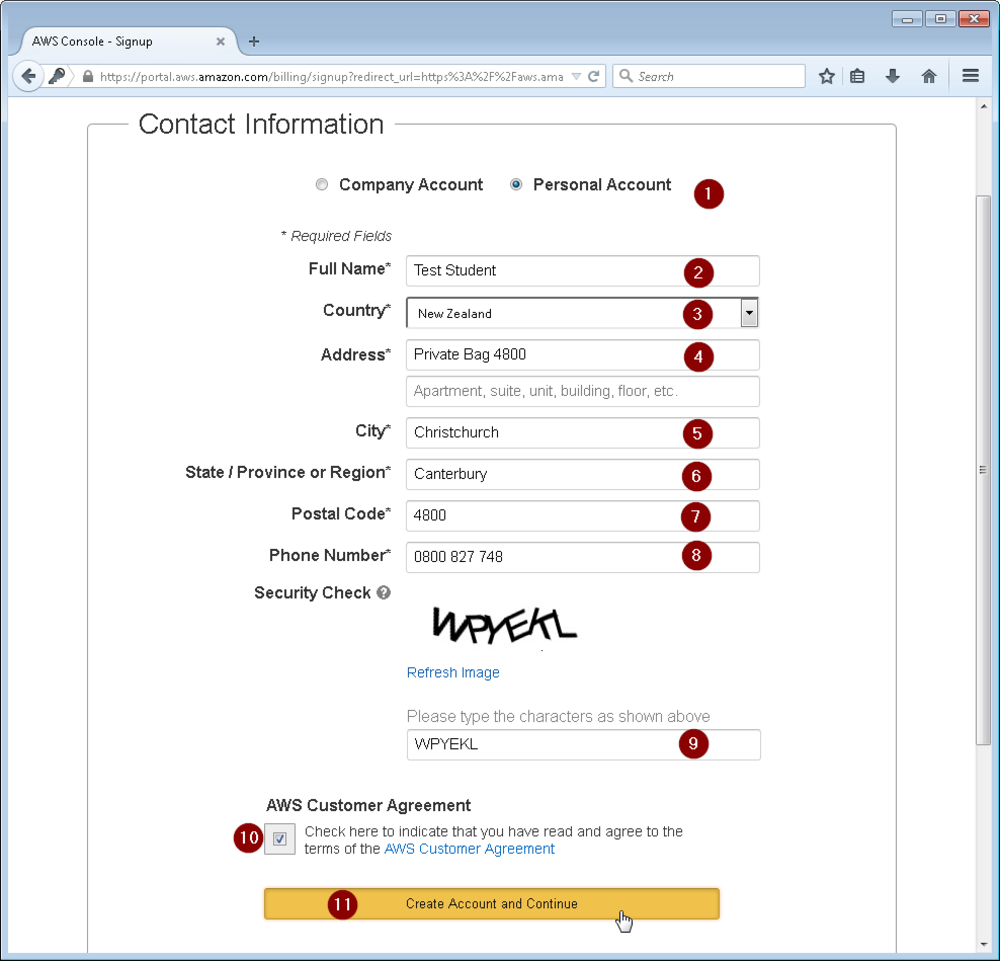 AWS Console - Signup
https://portal.aws.amazon.com/billing/signup?redirect_url=https%3A%2F%2Faws.ama
Search
Contact Information
Company Account Personal Account 1
* Required Fields
Full Name* Test Student 2
Country* New Zealand 3
Address* Private Bag 4800 4
Apartment, suite, unit, building, floor, etc.
City* Christchurch 5
State / Province or Region* Canterbury 6
Postal Code* 4800 7
Phone Number* 0800 827 748 8
Security Check ?
WPYEKL
Refresh Image
Please type the characters as shown above
WPYEKL 9
AWS Customer Agreement
10 Check here to indicate that you have read and agree to the
terms of the AWS Customer Agreement
11 Create Account and Continue